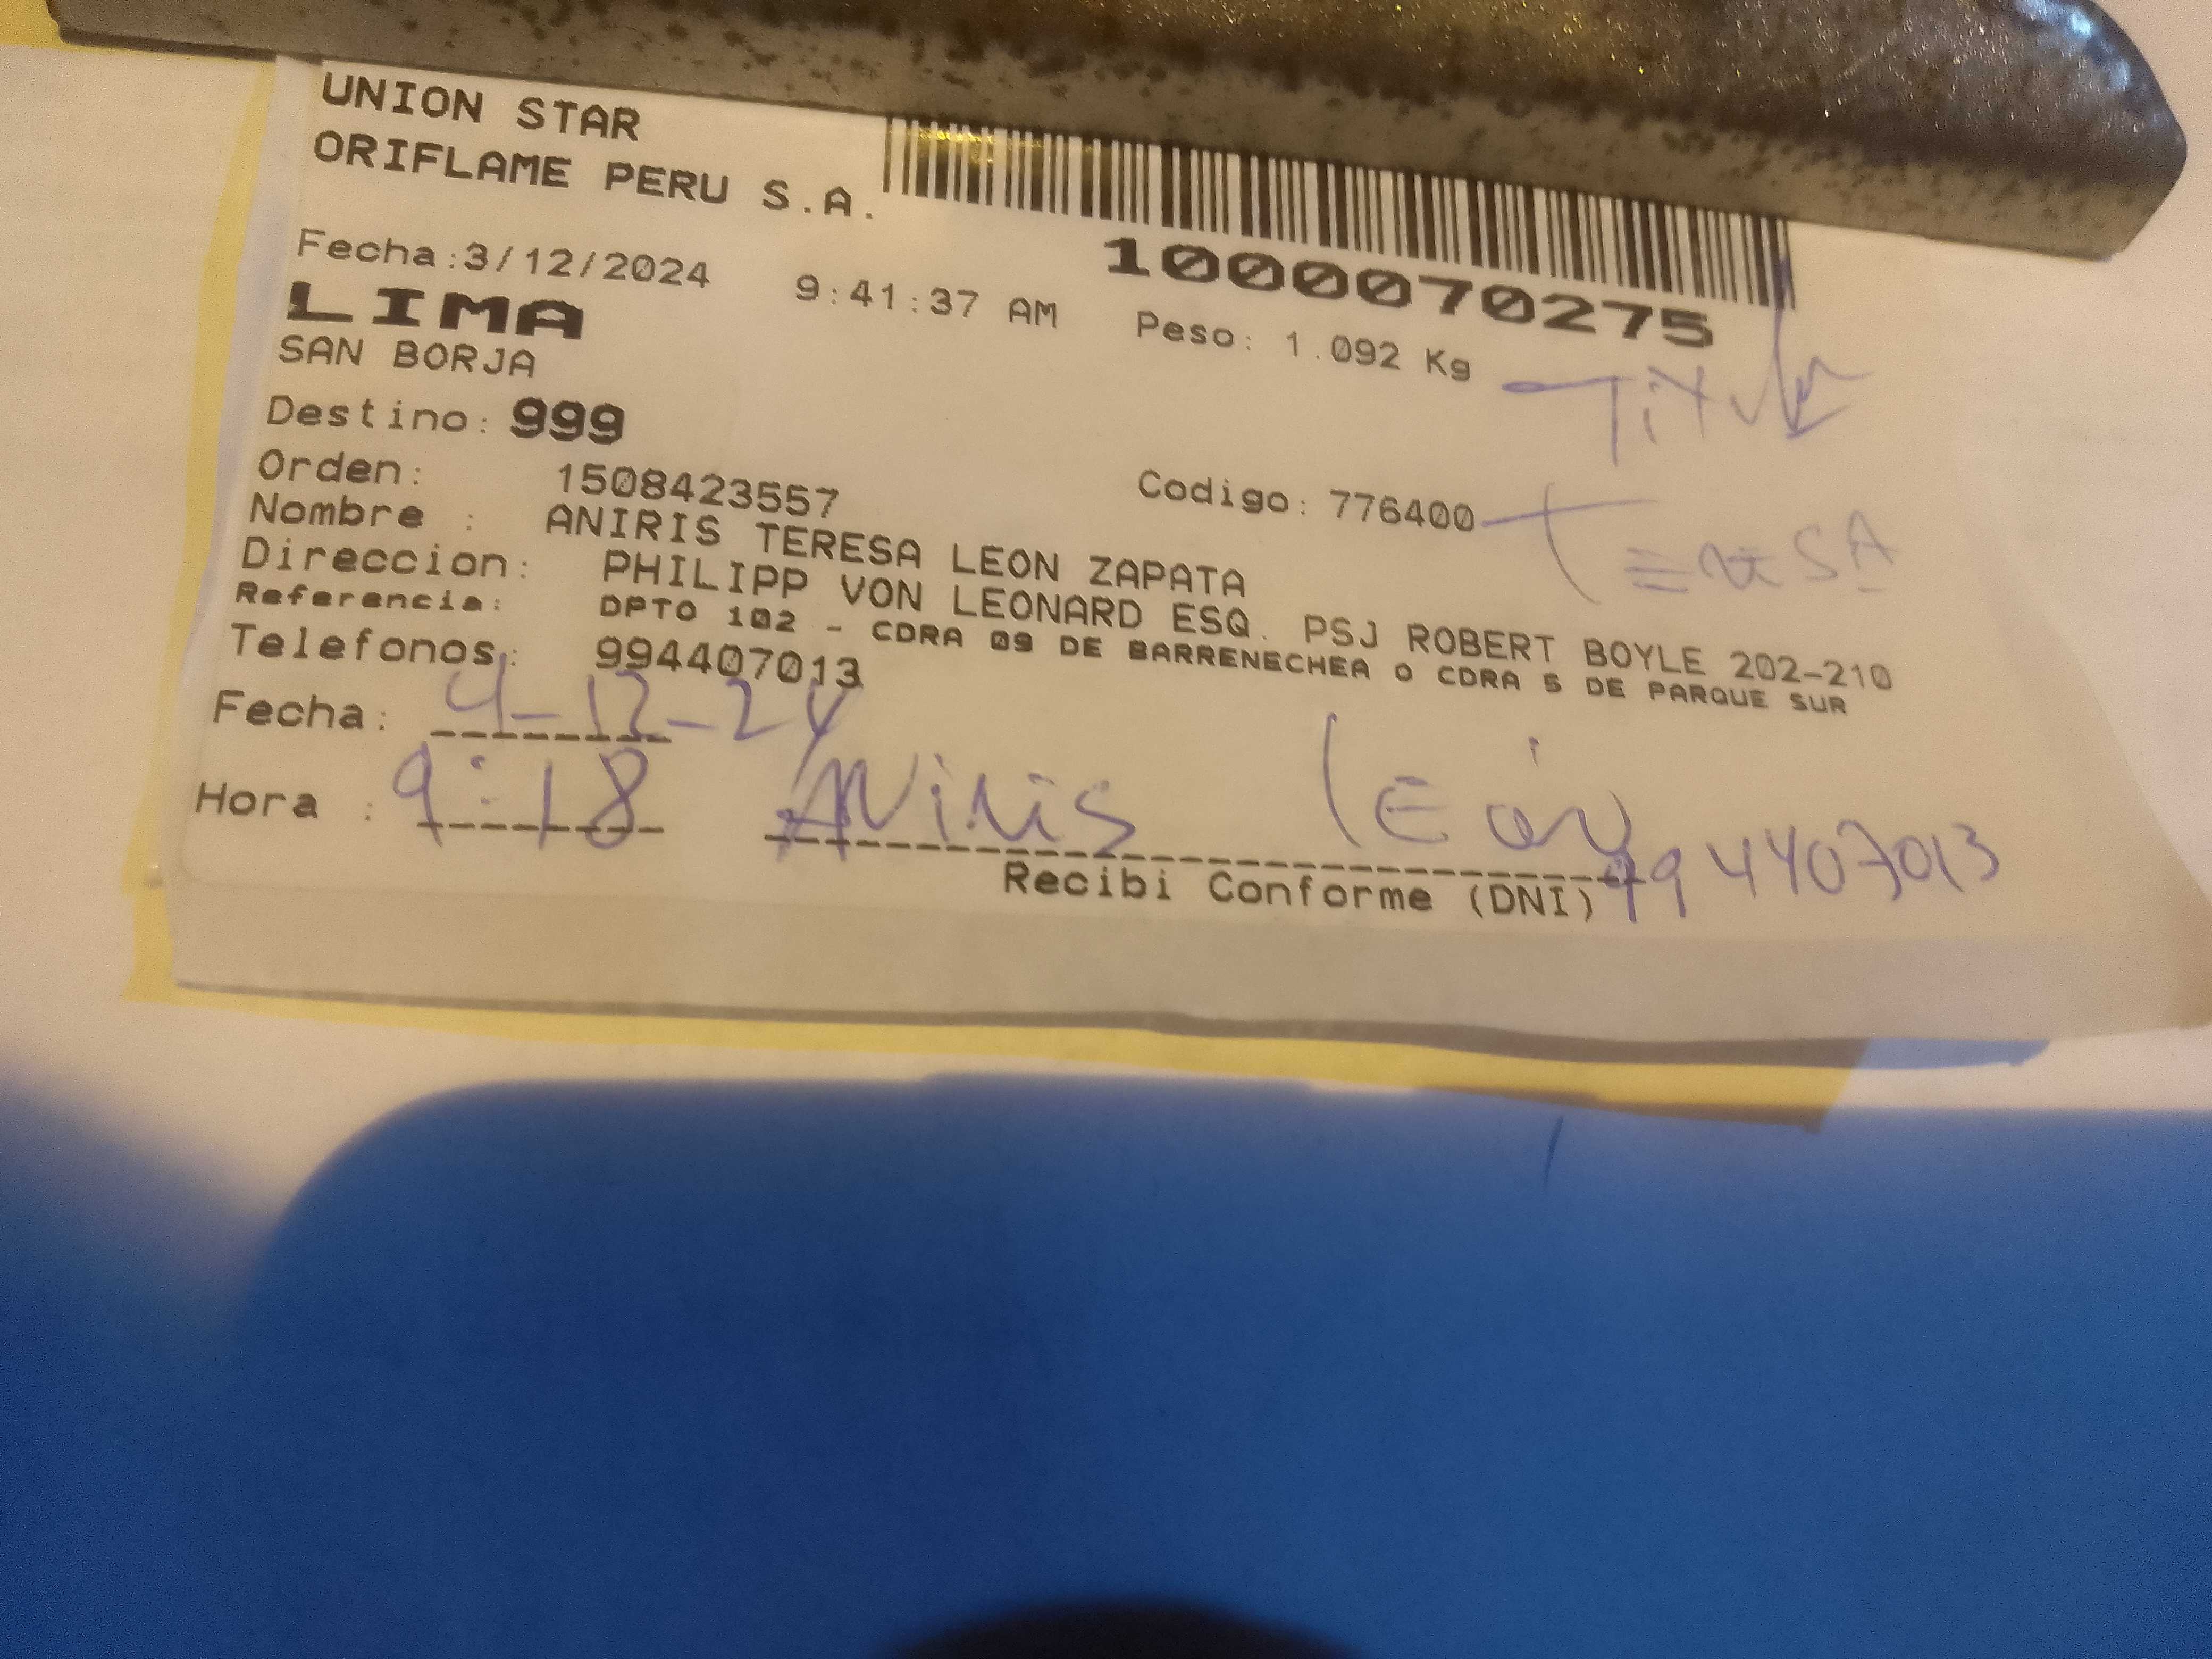 UNION STAR
ORIFLAME PERU S.A.
1000070275
Fecha:3/12/2024 9:41:37 AM Peso: 1.092 Kg
LIMA
SAN BORJA
Destino: 999
Orden: 1508423557 Codigo: 776400
Nombre : ANIRIS TERESA LEON ZAPATA
Direccion: PHILIPP VON LEONARD ESQ. PSJ ROBERT BOYLE 202-210
Referencia: DPTO 102 - CDRA 09 DE BARRENECHEA O CDRA 5 DE PARQUE SUR
Telefonos: 994407013
Fecha: 4-12-24
Hora : 9:18 ANiris León
Recibi Conforme (DNI) 994407013